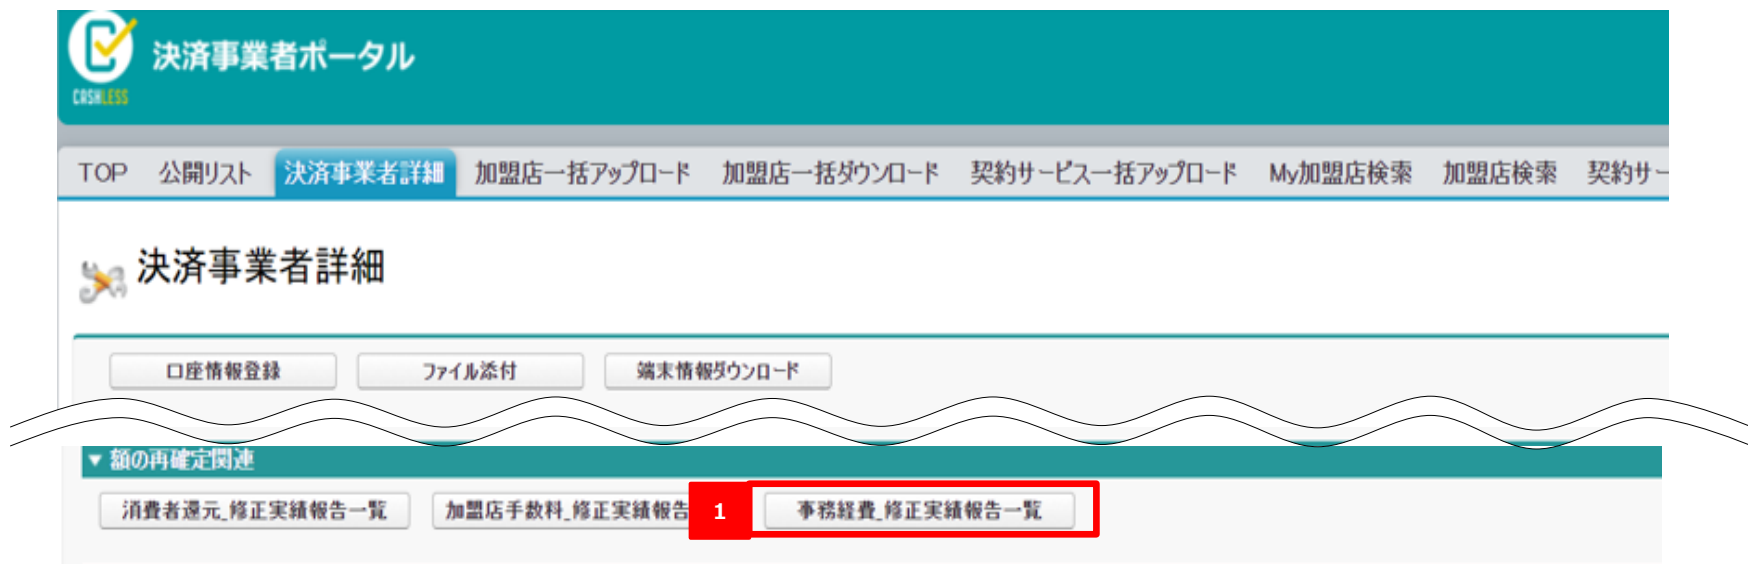 決済事業者ポータル
CASHLESS
TOP 公開リスト 決済事業者詳細 加盟店一括アップロード 加盟店一括ダウンロード 契約サービス一括アップロード My加盟店検索 加盟店検索 契約サー
決済事業者詳細
口座情報登録 ファイル添付 端末情報ダウンロード
▼ 額の再確定関連
消費者還元_修正実績報告一覧 加盟店手数料_修正実績報告 1 事務経費_修正実績報告一覧